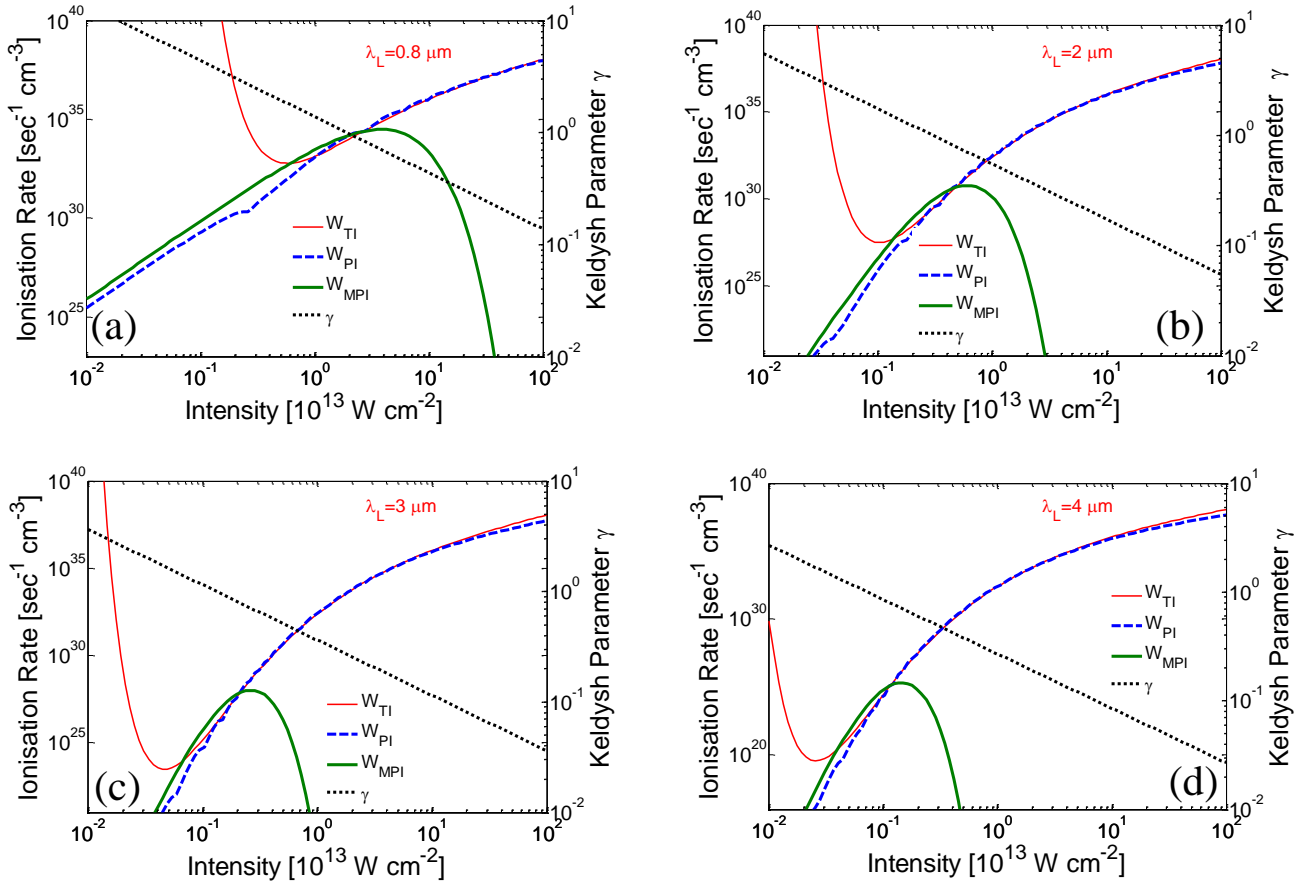 10^40
10^35
10^30
10^25
Ionisation Rate [sec^-1 cm^-3]
λ_L=0.8 μm
W_TI
W_PI
W_MPI
γ
(a)
10^1
10^0
10^-1
10^-2
Keldysh Parameter γ
10^-2 10^-1 10^0 10^1 10^2
Intensity [10^13 W cm^-2]
10^40
10^35
10^30
10^25
Ionisation Rate [sec^-1 cm^-3]
λ_L=2 μm
W_TI
W_PI
W_MPI
γ
(b)
10^1
10^0
10^-1
10^-2
Keldysh Parameter γ
10^-2 10^-1 10^0 10^1 10^2
Intensity [10^13 W cm^-2]
10^40
10^35
10^30
10^25
Ionisation Rate [sec^-1 cm^-3]
λ_L=3 μm
W_TI
W_PI
W_MPI
γ
(c)
10^1
10^0
10^-1
10^-2
Keldysh Parameter γ
10^-2 10^-1 10^0 10^1 10^2
Intensity [10^13 W cm^-2]
10^40
10^30
10^20
Ionisation Rate [sec^-1 cm^-3]
λ_L=4 μm
W_TI
W_PI
W_MPI
γ
(d)
10^1
10^0
10^-1
10^-2
Keldysh Parameter γ
10^-2 10^-1 10^0 10^1 10^2
Intensity [10^13 W cm^-2]